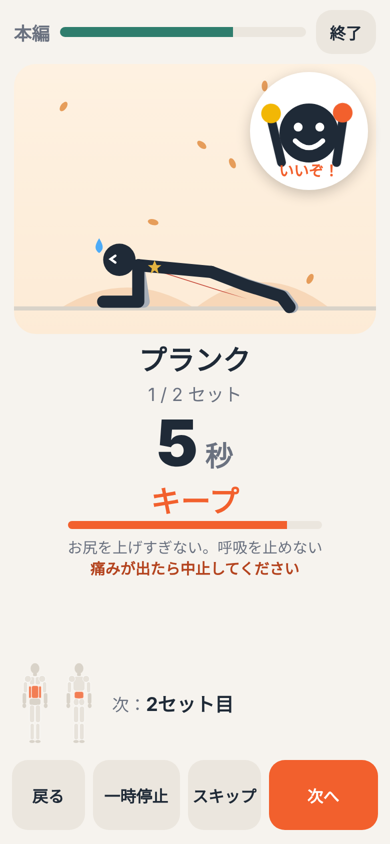 本編
終了
いいぞ！
プランク
1 / 2 セット
5 秒
キープ
お尻を上げすぎない。呼吸を止めない
痛みが出たら中止してください
次：2セット目
戻る
一時停止
スキップ
次へ